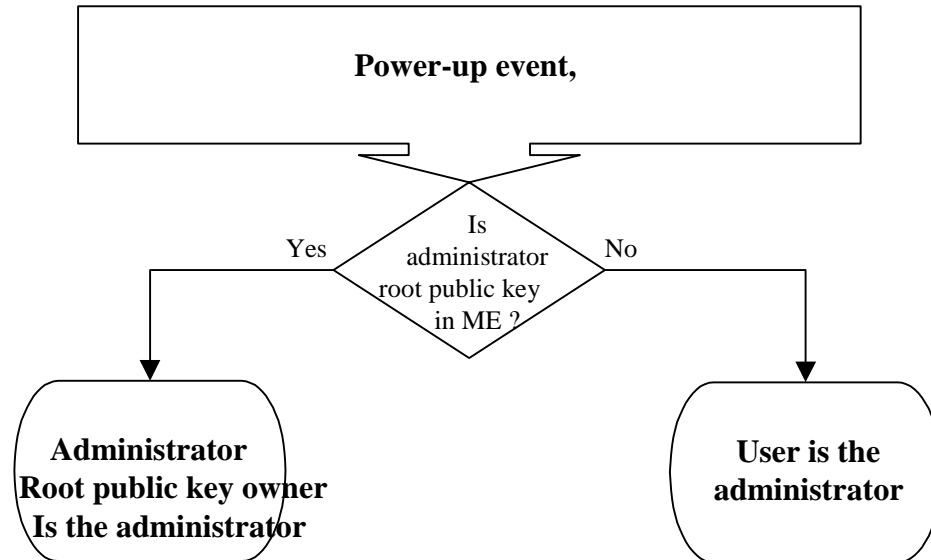 Power-up event,
Is
administrator
root public key
in ME ?
Yes
No
Administrator
Root public key owner
Is the administrator
User is the
administrator